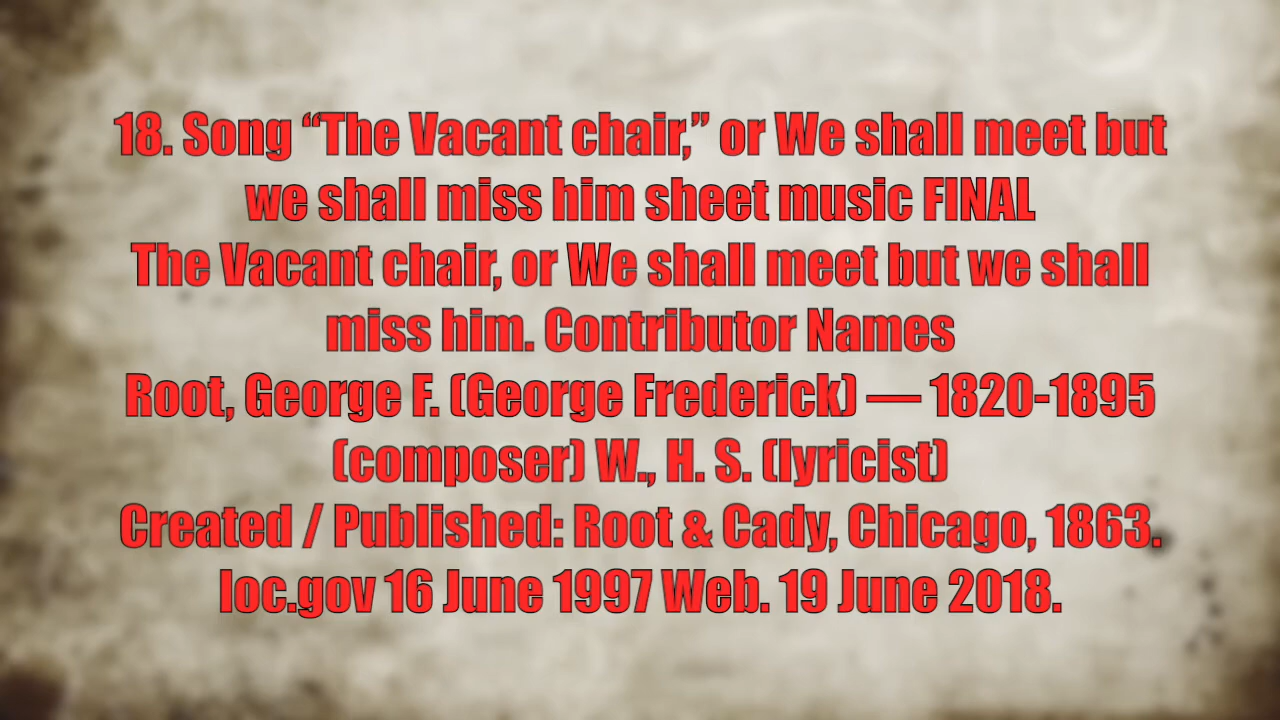 18. Song “The Vacant chair,” or We shall meet but
we shall miss him sheet music FINAL
The Vacant chair, or We shall meet but we shall
miss him. Contributor Names
Root, George F. (George Frederick) — 1820-1895
(composer) W., H. S. (lyricist)
Created / Published: Root & Cady, Chicago, 1863.
loc.gov 16 June 1997 Web. 19 June 2018.